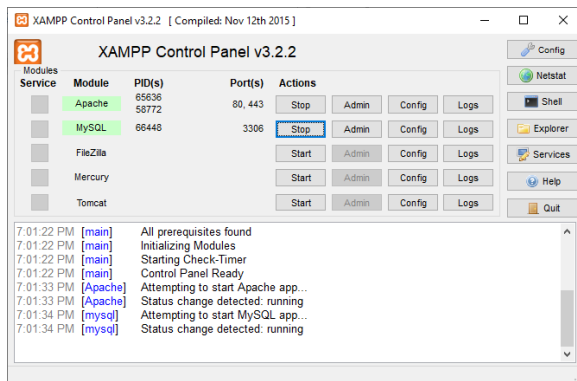 XAMPP Control Panel v3.2.2 [ Compiled: Nov 12th 2015 ]
XAMPP Control Panel v3.2.2
Config
Modules
Service Module PID(s) Port(s) Actions
Netstat
Apache 65636 58772 80, 443 Stop Admin Config Logs
Shell
MySQL 66448 3306 Stop Admin Config Logs
Explorer
FileZilla Start Admin Config Logs
Services
Mercury Start Admin Config Logs
Help
Tomcat Start Admin Config Logs
Quit
7:01:22 PM [main] All prerequisites found
7:01:22 PM [main] Initializing Modules
7:01:22 PM [main] Starting Check-Timer
7:01:22 PM [main] Control Panel Ready
7:01:33 PM [Apache] Attempting to start Apache app...
7:01:33 PM [Apache] Status change detected: running
7:01:34 PM [mysql] Attempting to start MySQL app...
7:01:34 PM [mysql] Status change detected: running